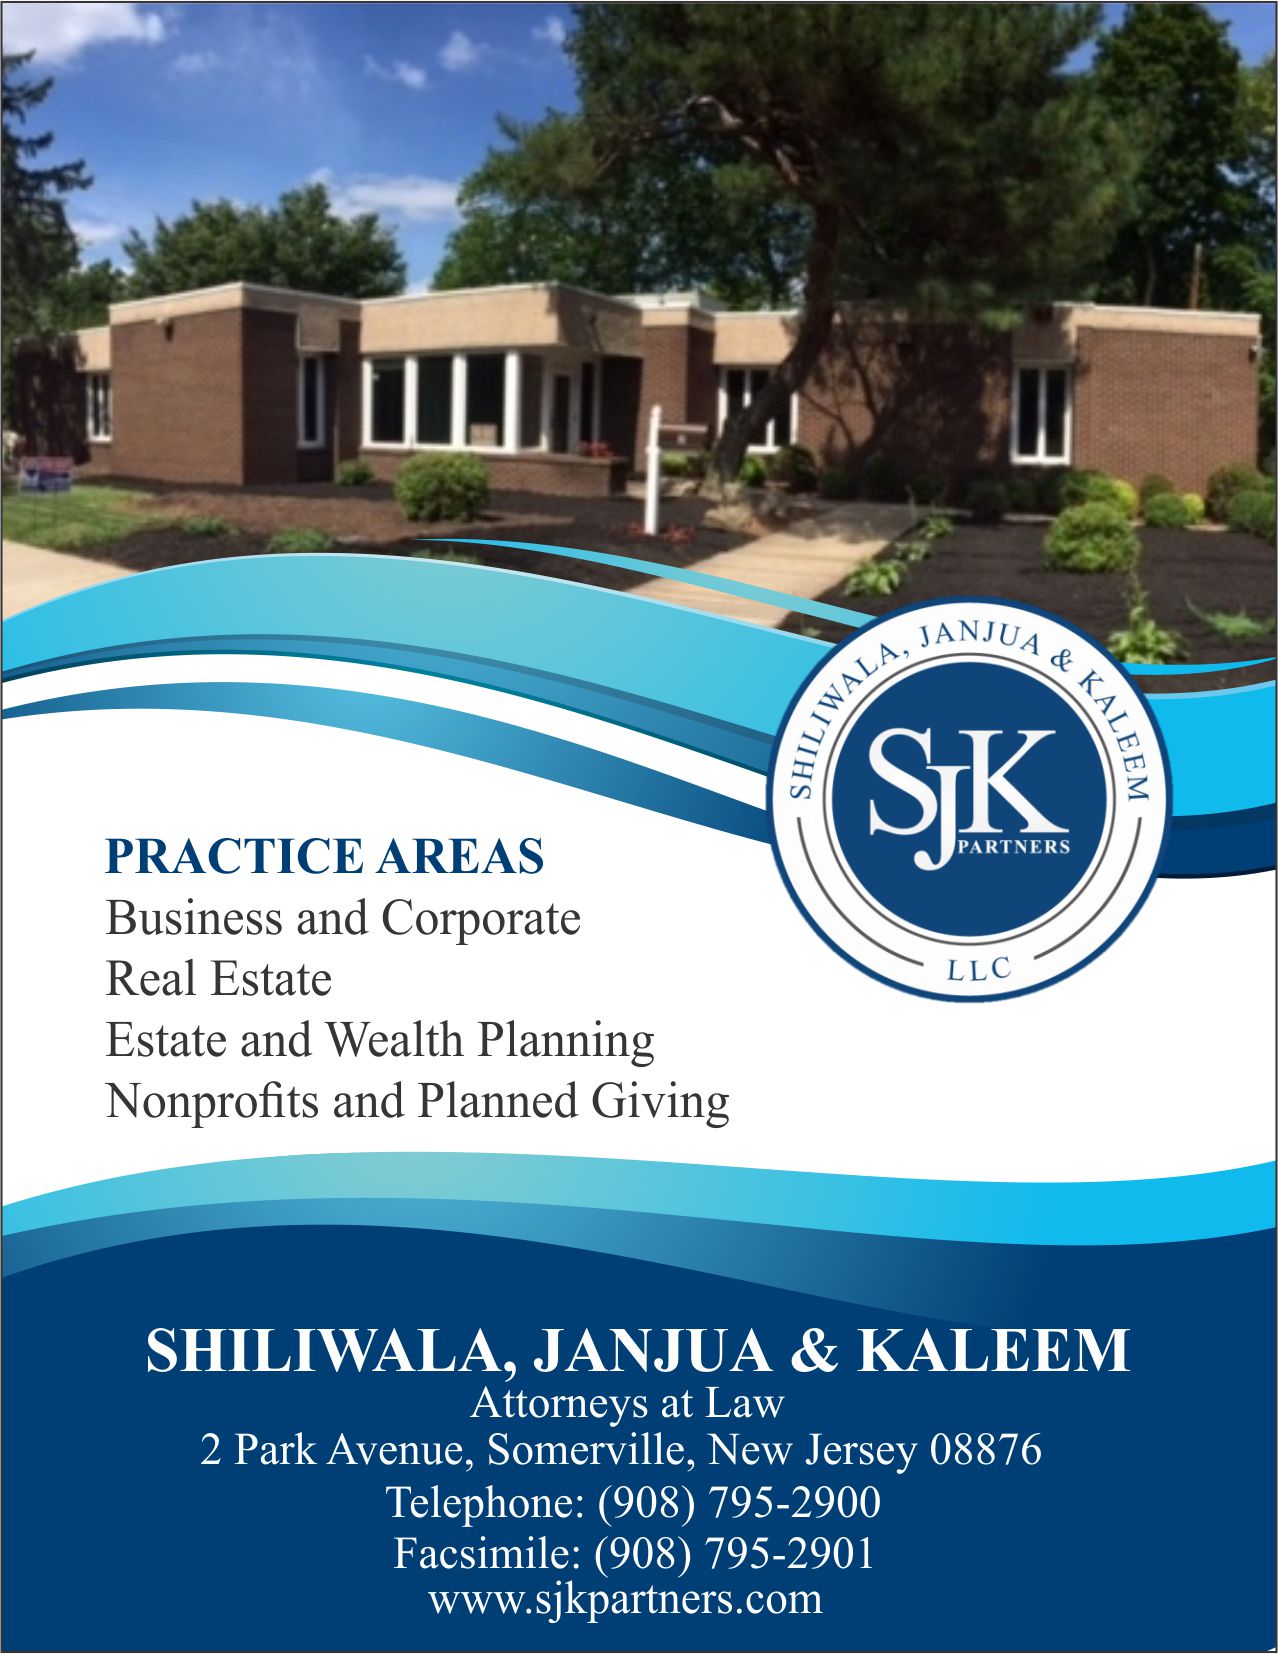 SHILIWALA, JANJUA & KALEEM
SJK
PARTNERS
LLC
PRACTICE AREAS
Business and Corporate
Real Estate
Estate and Wealth Planning
Nonprofits and Planned Giving
SHILIWALA, JANJUA & KALEEM
Attorneys at Law
2 Park Avenue, Somerville, New Jersey 08876
Telephone: (908) 795-2900
Facsimile: (908) 795-2901
www.sjkpartners.com